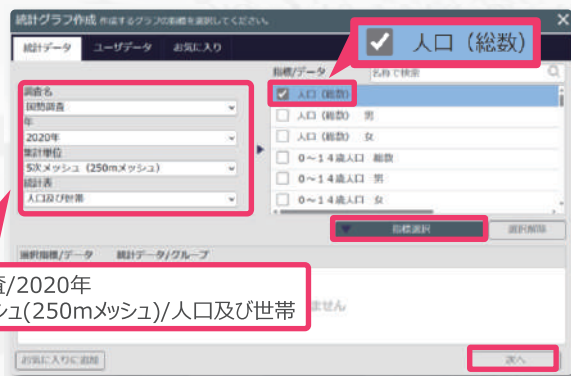 統計グラフ作成 作成するグラフの指標を選択してください。
統計データ ユーザデータ お気に入り
人口（総数）
指標/データ 名称で検索
調査名
国勢調査
年
2020年
集計単位
5次メッシュ（250mメッシュ）
統計表
人口及び世帯
人口（総数）
人口（総数） 男
人口（総数） 女
0～14歳人口 総数
0～14歳人口 男
0～14歳人口 女
指標選択 選択解除
選択指標/データ 統計データ/グループ
査/2020年
シュ(250mメッシュ)/人口及び世帯
ません
お気に入りに追加 次へ